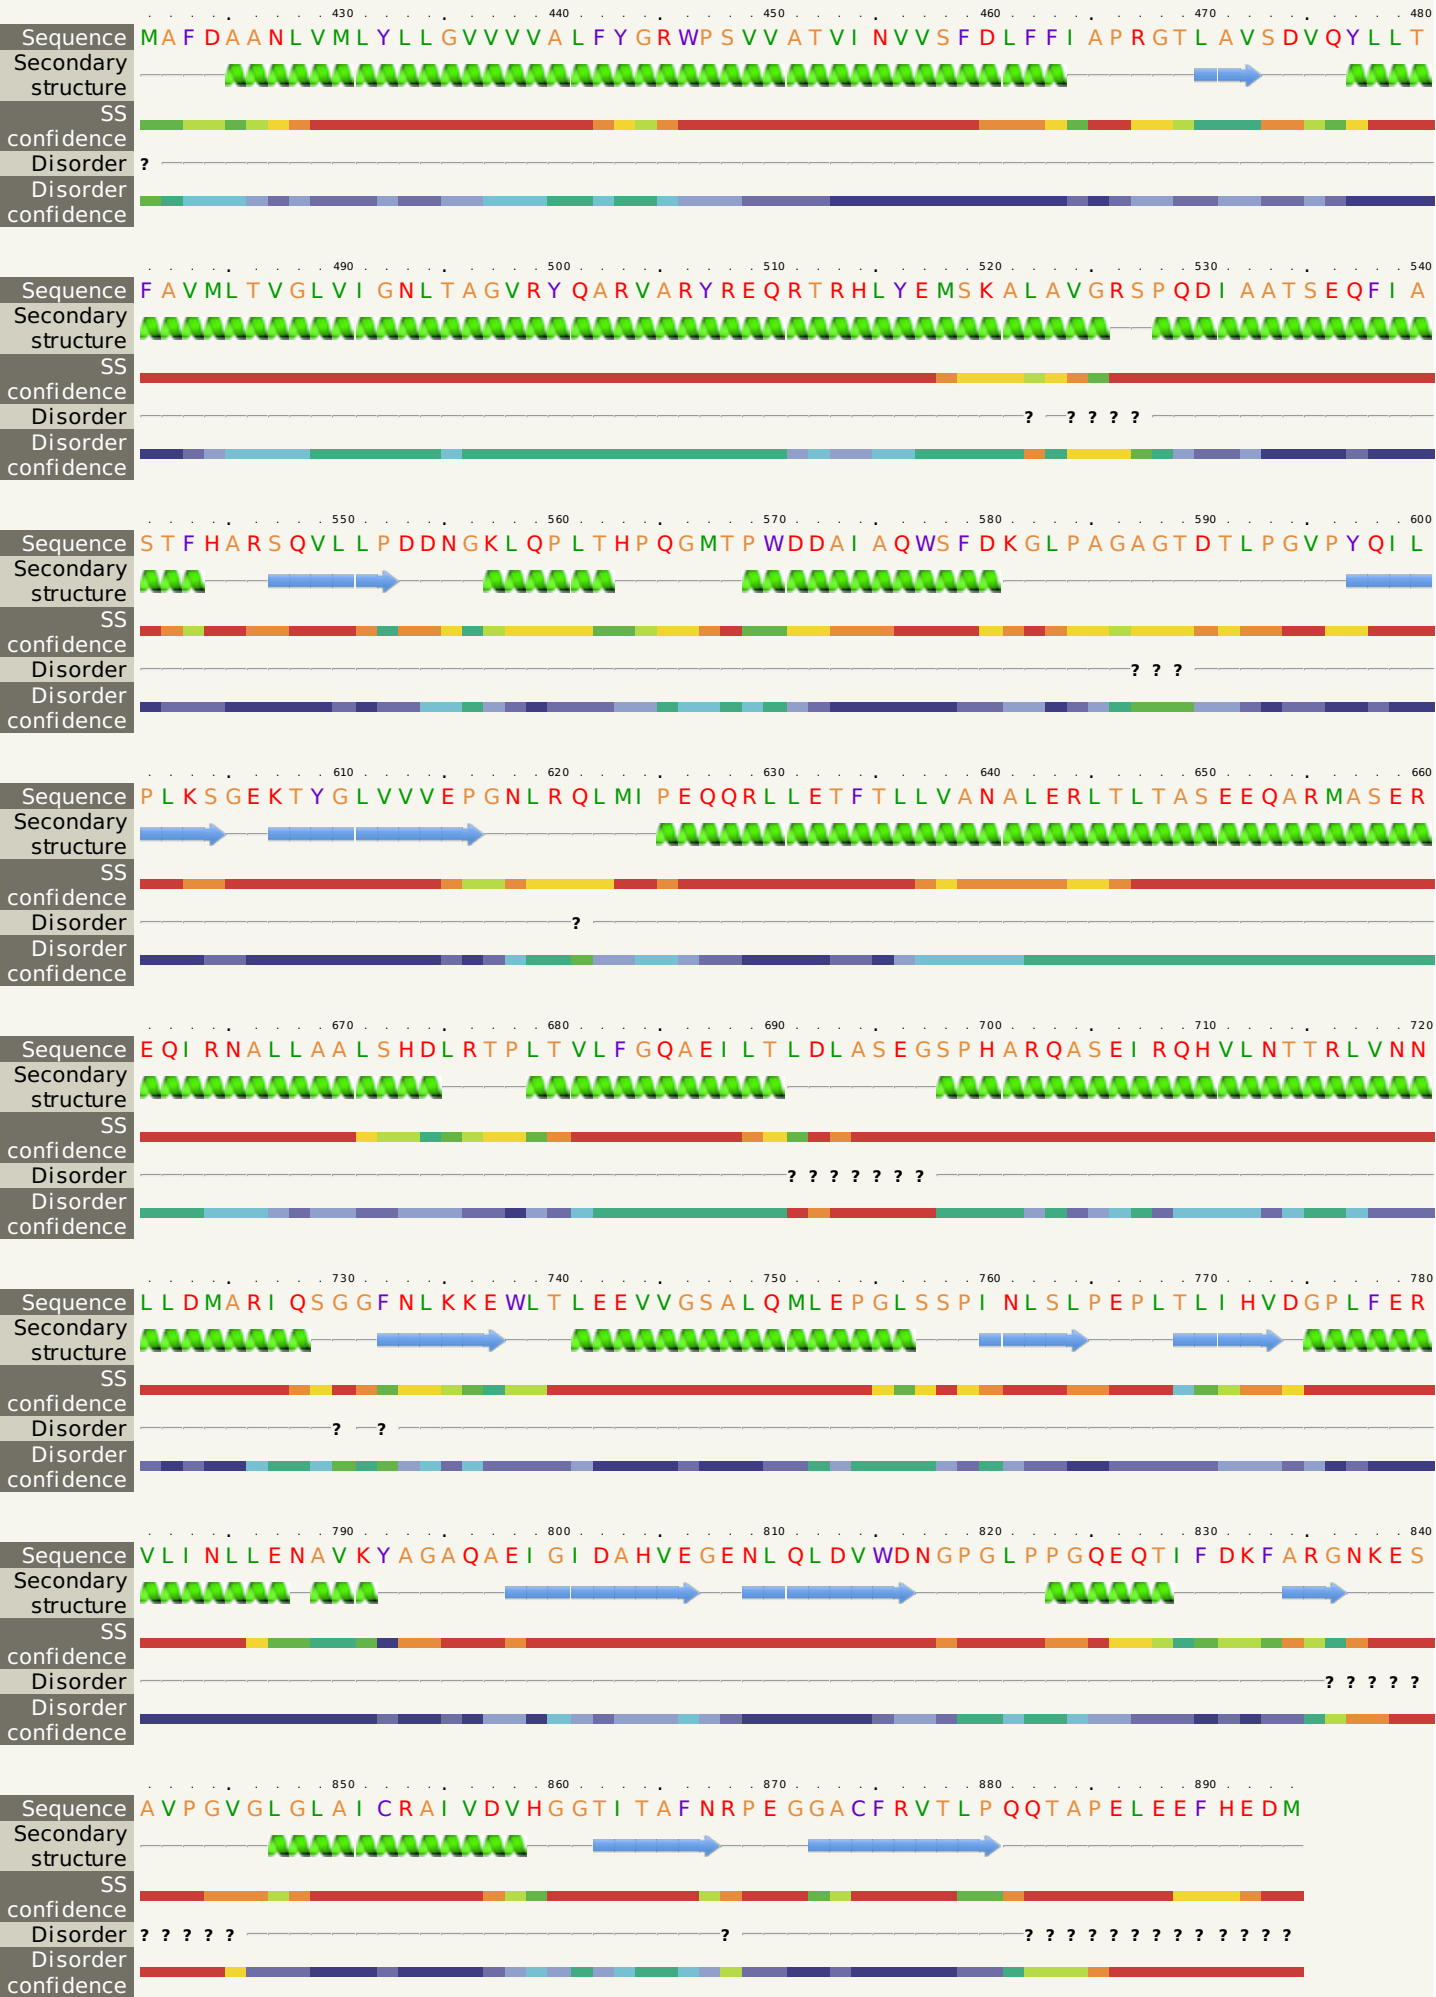 430 440 450 460 470 480
Sequence MAFDAANLVMLYLLGVVVVALFYGRWPSVVATVINVVSFDLFFIAPRGTLAVSDVQYLLT
Secondary
structure
SS
confidence
Disorder ?
Disorder
confidence
490 500 510 520 530 540
Sequence FAVMLTVGLVIGNLTAGVRYQARVARYREQRTRHLYEMSKALAVGRSPQDIAATSEQFIA
Secondary
structure
SS
confidence
Disorder ? ? ? ? ?
Disorder
confidence
550 560 570 580 590 600
Sequence STFHARSQVLLPDDNGKLQPLTHPQGMTPWDDAIAQWSFDKGLPAGAGTDTLPGVPYQIL
Secondary
structure
SS
confidence
Disorder ? ? ?
Disorder
confidence
610 620 630 640 650 660
Sequence PLKSGEKTYGLVVVEPGNLRQLMIPEQQRLLETFTLLVANALERLTLTASEEQARMASER
Secondary
structure
SS
confidence
Disorder ?
Disorder
confidence
670 680 690 700 710 720
Sequence EQIRNALLAALSHDLRTPLTVLFGQAEILTLDLASEGSPHARQASEIRQHVLNTTRLVNN
Secondary
structure
SS
confidence
Disorder ? ? ? ? ? ? ?
Disorder
confidence
730 740 750 760 770 780
Sequence LLDMARIQSGGFNLKKEWLTLEEVVGSALQMLEPGLSSPINLSLPEPLTLIHVDGPLFER
Secondary
structure
SS
confidence
Disorder ? ?
Disorder
confidence
790 800 810 820 830 840
Sequence VLINLLENAVKYAGAQAEIGIDAHVEGENLQLDVWDNGPGLPPGQEQTIFDKFARGNKES
Secondary
structure
SS
confidence
Disorder ? ? ? ? ?
Disorder
confidence
850 860 870 880 890
Sequence AVPGVGLGLAICRAIVDVHGGTITAFNRPEGGACFRVTLPQQTAPELEEFHEDM
Secondary
structure
SS
confidence
Disorder ? ? ? ? ? ? ? ? ? ? ? ? ? ? ? ? ? ? ?
Disorder
confidence